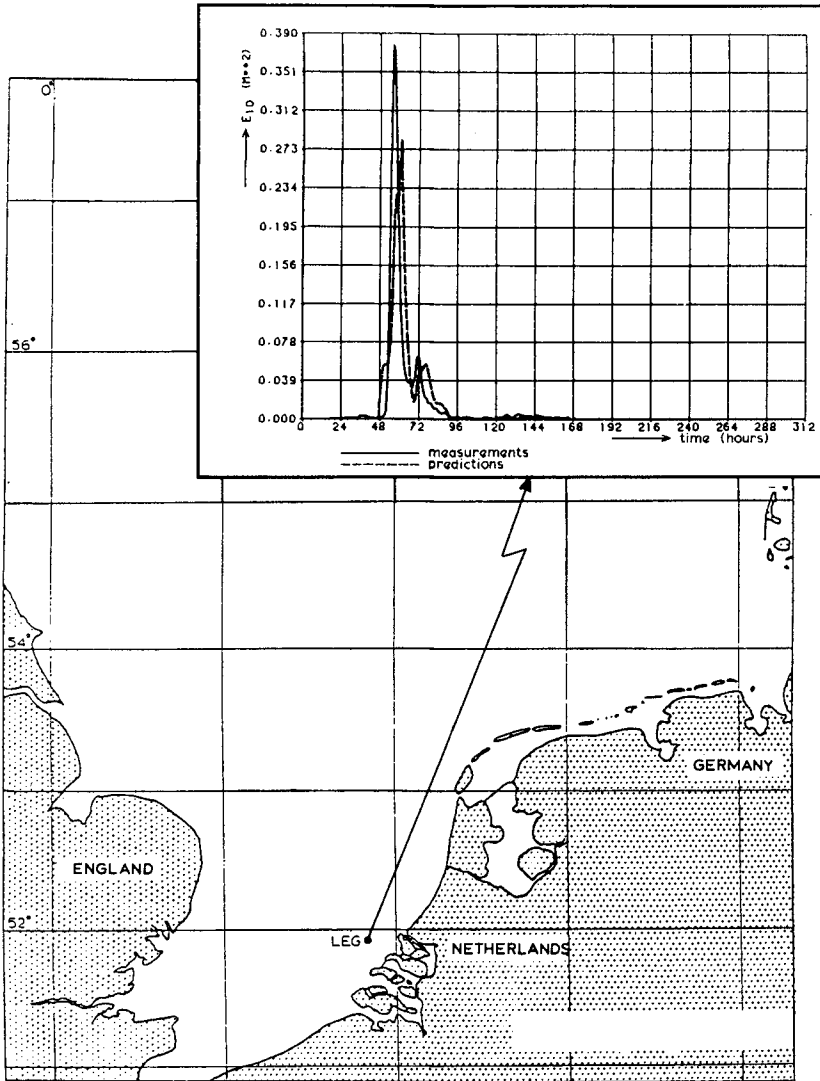 0.390
0.351
0.312
0.273
0.234
0.195
0.156
0.117
0.078
0.039
0.000
E10 (M**2)
0 24 48 72 96 120 144 168 192 216 240 264 288 312
time (hours)
measurements
predictions
0°
56°
54°
GERMANY
ENGLAND
52°
LEG
NETHERLANDS